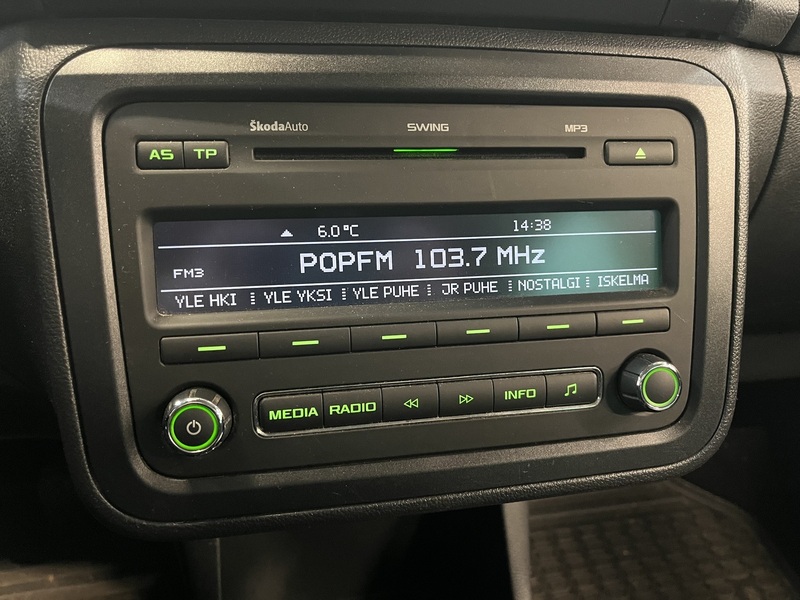 ŠkodaAuto SWING MP3
AS TP
6.0°C 14:38
FM3 POPFM 103.7 MHz
YLE HKI YLE YKSI YLE PUHE JR PUHE NOSTALGI ISKELMA
MEDIA RADIO INFO